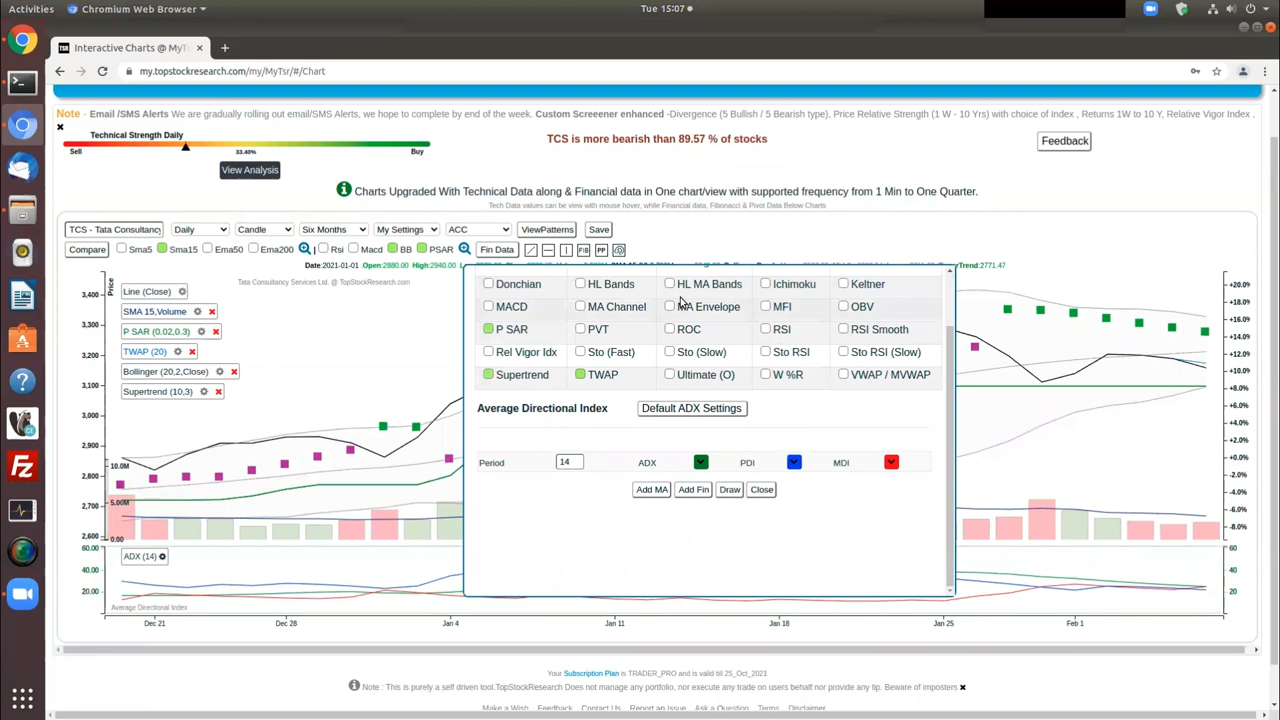 Activities Chromium Web Browser Tue 15:07
TSR Interactive Charts @ MyTs
my.topstockresearch.com/my/MyTsr/#/Chart
Note - Email /SMS Alerts We are gradually rolling out email/SMS Alerts, we hope to complete by end of the week. Custom Screeener enhanced -Divergence (5 Bullish / 5 Bearish type), Price Relative Strength (1 W - 10 Yrs) with choice of Index , Returns 1W to 10 Y, Relative Vigor Index .
Technical Strength Daily
Sell 33.40% Buy
TCS is more bearish than 89.57 % of stocks
Feedback
View Analysis
Charts Upgraded With Technical Data along & Financial data in One chart/view with supported frequency from 1 Min to One Quarter.
Tech Data values can be view with mouse hover, while Financial data, Fibonacci & Pivot Data Below Charts
TCS - Tata Consultancy Daily Candle Six Months My Settings ACC ViewPatterns Save
Compare Sma5 Sma15 Ema50 Ema200 | Rsi Macd BB PSAR Fin Data FIB PP
Date:2021-01-01 Open:2880.00 High:2940.00 Trend:2771.47
Price
Tata Consultancy Services Ltd. @ TopStockResearch.com
Line (Close)
SMA 15,Volume
P SAR (0.02,0.3)
TWAP (20)
Bollinger (20,2,Close)
Supertrend (10,3)
3,400
3,300
3,200
3,100
3,000
2,900
2,800
2,700
2,600
10.0M
5.00M
0.00
Donchian HL Bands HL MA Bands Ichimoku Keltner
MACD MA Channel MA Envelope MFI OBV
P SAR PVT ROC RSI RSI Smooth
Rel Vigor Idx Sto (Fast) Sto (Slow) Sto RSI Sto RSI (Slow)
Supertrend TWAP Ultimate (O) W %R VWAP / MVWAP
Average Directional Index Default ADX Settings
Period 14 ADX PDI MDI
Add MA Add Fin Draw Close
+20.0%
+18.0%
+16.0%
+14.0%
+12.0%
+10.0%
+8.0%
+6.0%
+4.0%
+2.0%
+0.0%
-2.0%
-4.0%
-6.0%
-8.0%
ADX (14)
60.00
40.00
20.00
60
40
20
Average Directional Index
Dec 21 Dec 28 Jan 4 Jan 11 Jan 18 Jan 25 Feb 1
Your Subscription Plan is TRADER_PRO and is valid till 25_Oct_2021
Note : This is purely a self driven tool.TopStockResearch Does not manage any portfolio, nor execute any trade on users behalf nor provide any tip. Beware of imposters
Make a Wish Feedback Contact Us Report an Issue Ask a Question Terms Disclaimer